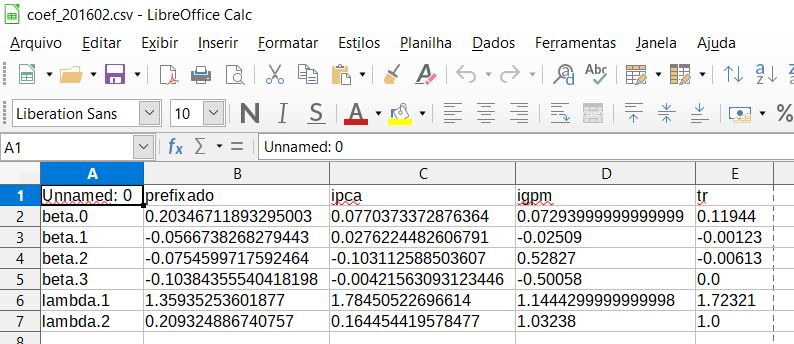 coef_201602.csv - LibreOffice Calc
Arquivo Editar Exibir Inserir Formatar Estilos Planilha Dados Ferramentas Janela Ajuda
Liberation Sans 10 N I S A %
A1 fx Σ = Unnamed: 0
A B C D E
1 Unnamed: 0 prefixado ipca igpm tr
2 beta.0 0.20346711893295003 0.0770373372876364 0.07293999999999999 0.11944
3 beta.1 -0.0566738268279443 0.0276224482606791 -0.02509 -0.00123
4 beta.2 -0.0754599717592464 -0.103112588503607 0.52827 -0.00613
5 beta.3 -0.10384355540418198 -0.00421563093123446 -0.50058 0.0
6 lambda.1 1.35935253601877 1.78450522696614 1.1444299999999998 1.72321
7 lambda.2 0.209324886740757 0.164454419578477 1.03238 1.0
8